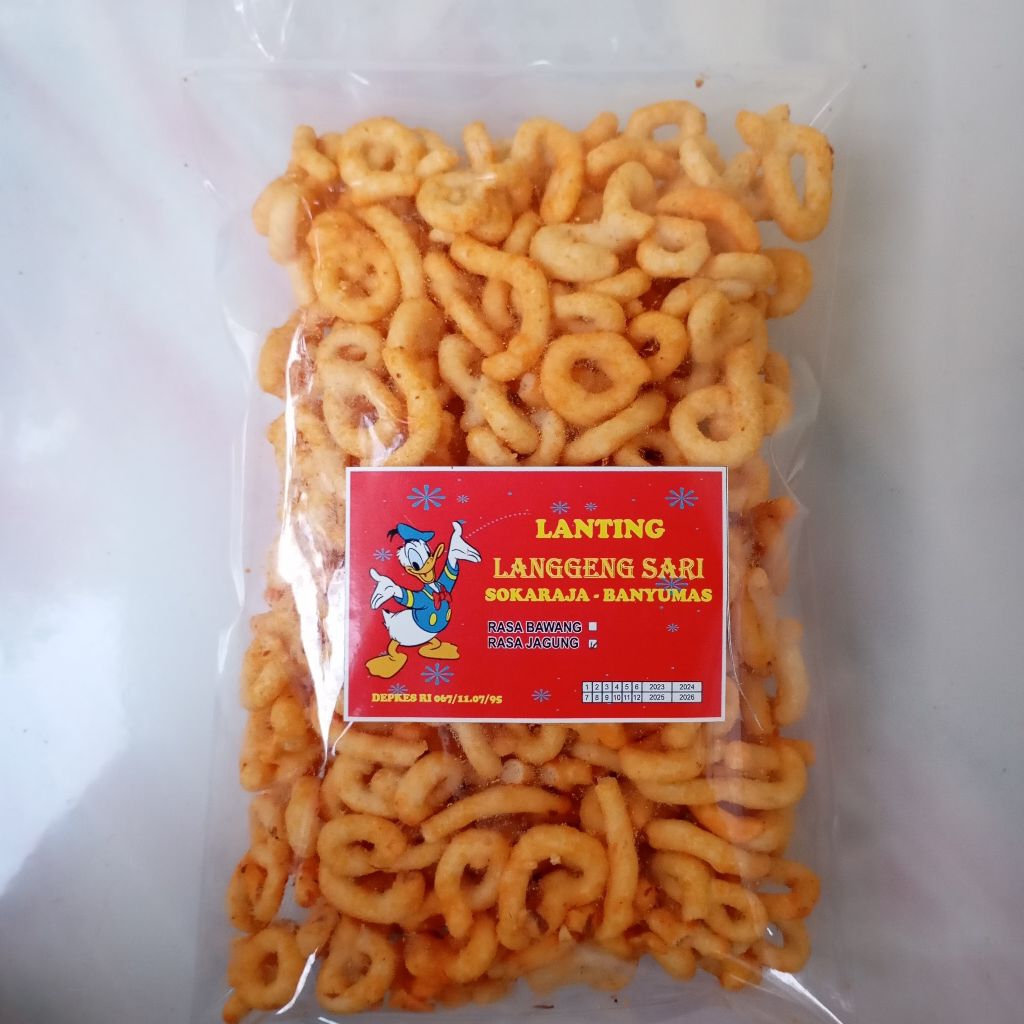 LANTING
LANGGENG SARI
SOKARAJA - BANYUMAS
RASA BAWANG
RASA JAGUNG
DEPKES RI 067/11.07/95
1 2 3 4 5 6 2023 2024
7 8 9 10 11 12 2025 2026